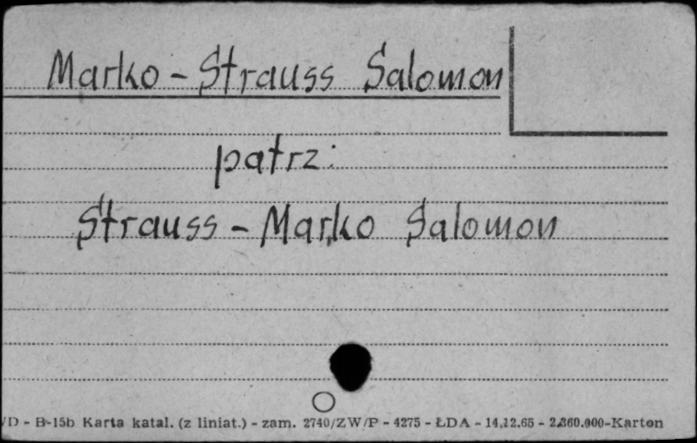 Marko - Strauss Salomon
patrz:
Strauss - Marko Salomon
/D - B-15b Karta katal. (z liniat.) - zam. 2740/ZW/P - 4275 - ŁDA - 14.12.65 - 2.360.000-Karton